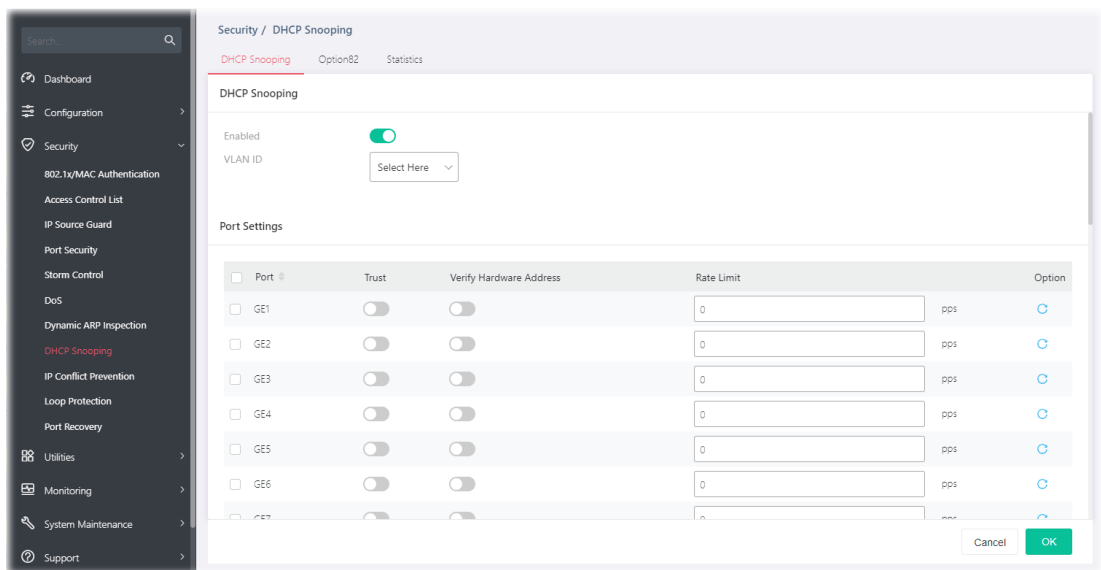 Search...
Dashboard
Configuration
Security
802.1x/MAC Authentication
Access Control List
IP Source Guard
Port Security
Storm Control
DoS
Dynamic ARP Inspection
DHCP Snooping
IP Conflict Prevention
Loop Protection
Port Recovery
Utilities
Monitoring
System Maintenance
Support
Security / DHCP Snooping
DHCP Snooping Option82 Statistics
DHCP Snooping
Enabled
VLAN ID Select Here
Port Settings
Port Trust Verify Hardware Address Rate Limit Option
GE1 0 pps
GE2 0 pps
GE3 0 pps
GE4 0 pps
GE5 0 pps
GE6 0 pps
GE7 0 pps
Cancel OK